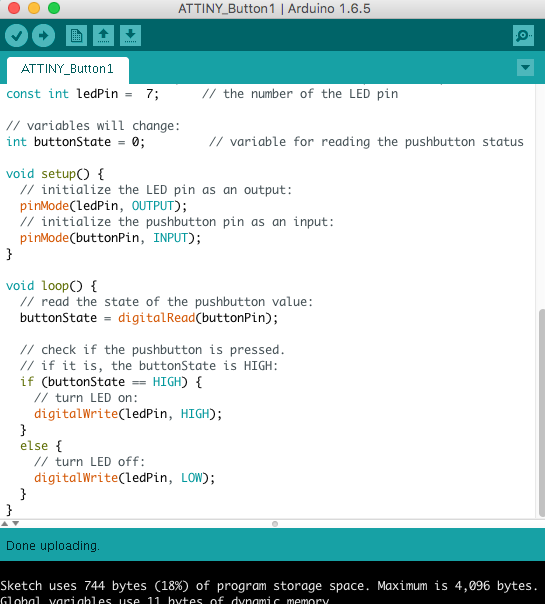 ATTINY_Button1 | Arduino 1.6.5
ATTINY_Button1
const int ledPin =  7;        // the number of the LED pin
// variables will change:
int buttonState = 0;         // variable for reading the pushbutton status
void setup() {
  // initialize the LED pin as an output:
  pinMode(ledPin, OUTPUT);
  // initialize the pushbutton pin as an input:
  pinMode(buttonPin, INPUT);
}
void loop() {
  // read the state of the pushbutton value:
  buttonState = digitalRead(buttonPin);
  // check if the pushbutton is pressed.
  // if it is, the buttonState is HIGH:
  if (buttonState == HIGH) {
    // turn LED on:
    digitalWrite(ledPin, HIGH);
  }
  else {
    // turn LED off:
    digitalWrite(ledPin, LOW);
  }
}
Done uploading.
Sketch uses 744 bytes (18%) of program storage space. Maximum is 4,096 bytes.
Global variables use 11 bytes of dynamic memory.